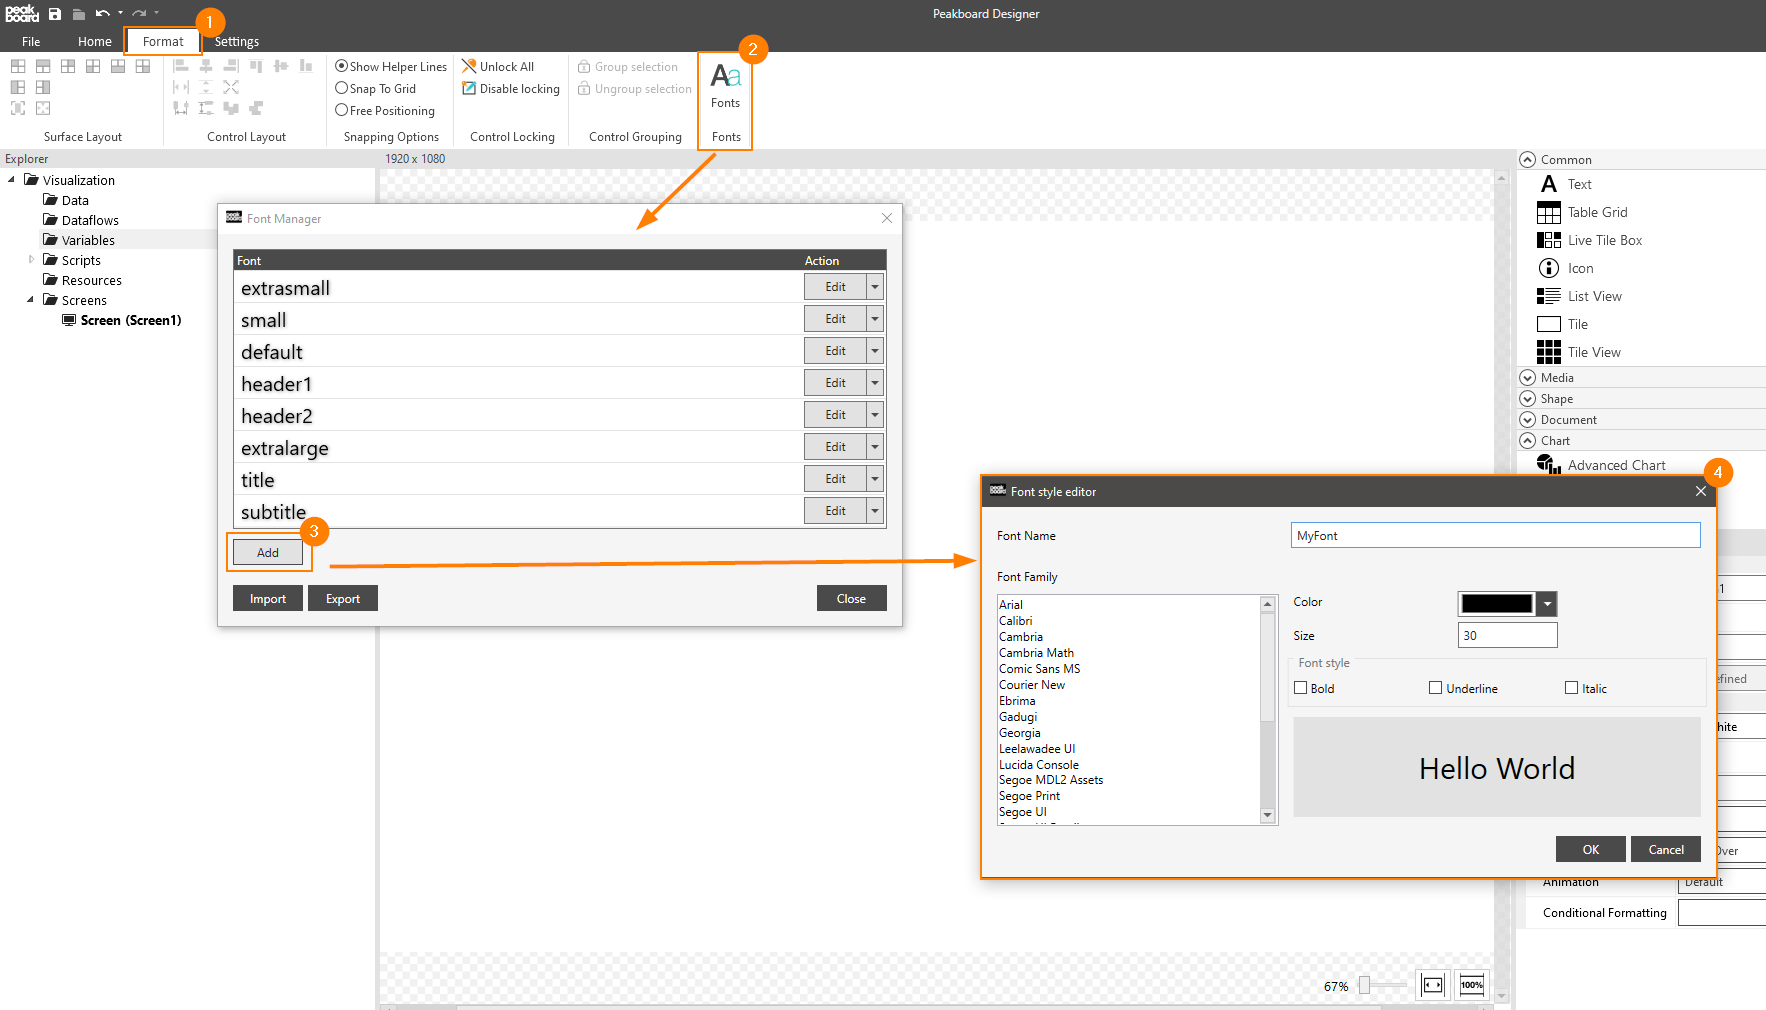 peak
board
Peakboard Designer
1
File Home Format Settings
2
Show Helper Lines
Snap To Grid
Free Positioning
Unlock All
Disable locking
Group selection
Ungroup selection
Aa
Fonts
Surface Layout
Control Layout
Snapping Options
Control Locking
Control Grouping
Fonts
Explorer
1920 x 1080
Visualization
Data
Dataflows
Variables
Scripts
Resources
Screens
Screen (Screen1)
Font Manager
Font Action
extrasmall Edit
small Edit
default Edit
header1 Edit
header2 Edit
extralarge Edit
title Edit
subtitle Edit
3
Add
Import Export Close
Common
Text
Table Grid
Live Tile Box
Icon
List View
Tile
Tile View
Media
Shape
Document
Chart
Advanced Chart
4
Font style editor
Font Name MyFont
Font Family
Arial
Calibri
Cambria
Cambria Math
Comic Sans MS
Courier New
Ebrima
Gadugi
Georgia
Leelawadee UI
Lucida Console
Segoe MDL2 Assets
Segoe Print
Segoe UI
Color
Size 30
Font style
Bold Underline Italic
Hello World
OK Cancel
1
efined
hite
Over
Animation Default
Conditional Formatting
67%
100%